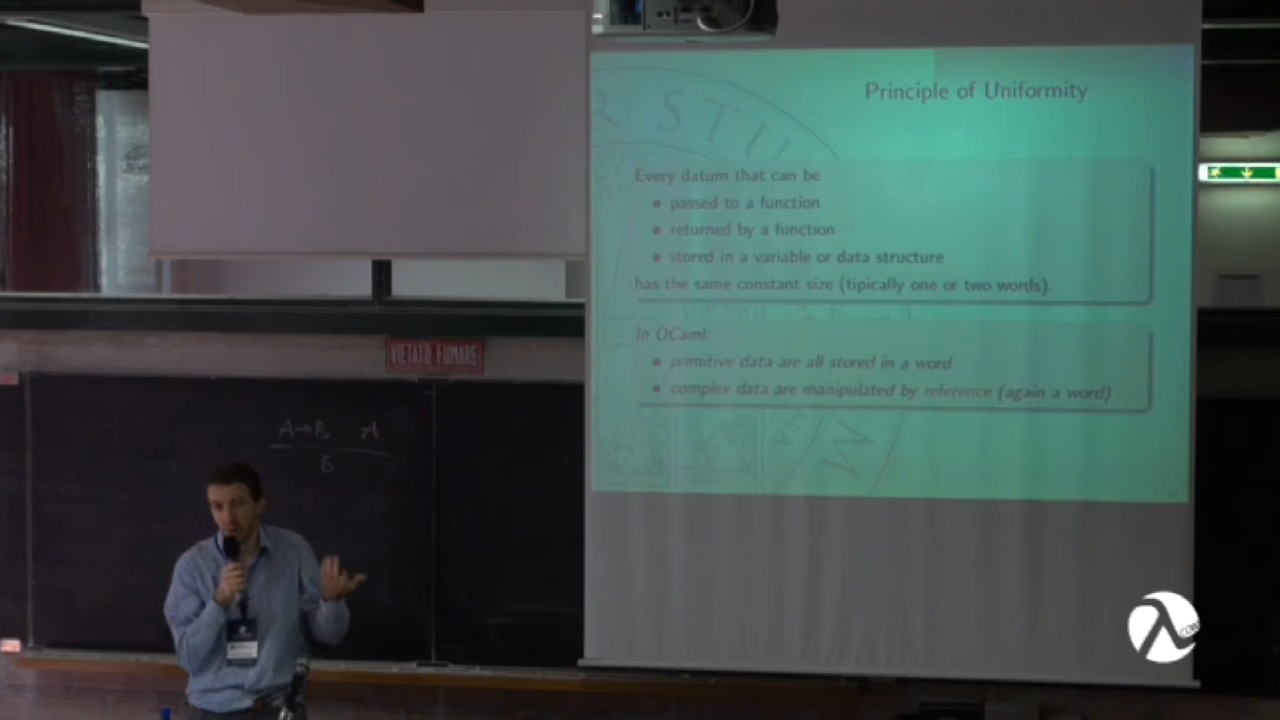 R STU
Principle of Uniformity
Every datum that can be
• passed to a function
• returned by a function
• stored in a variable or data structure
has the same constant size (tipically one or two words).
In OCaml:
• primitive data are all stored in a word
• complex data are manipulated by reference (again a word)
M
VIETATO FUMARE
A→B A
B
λ
CONF